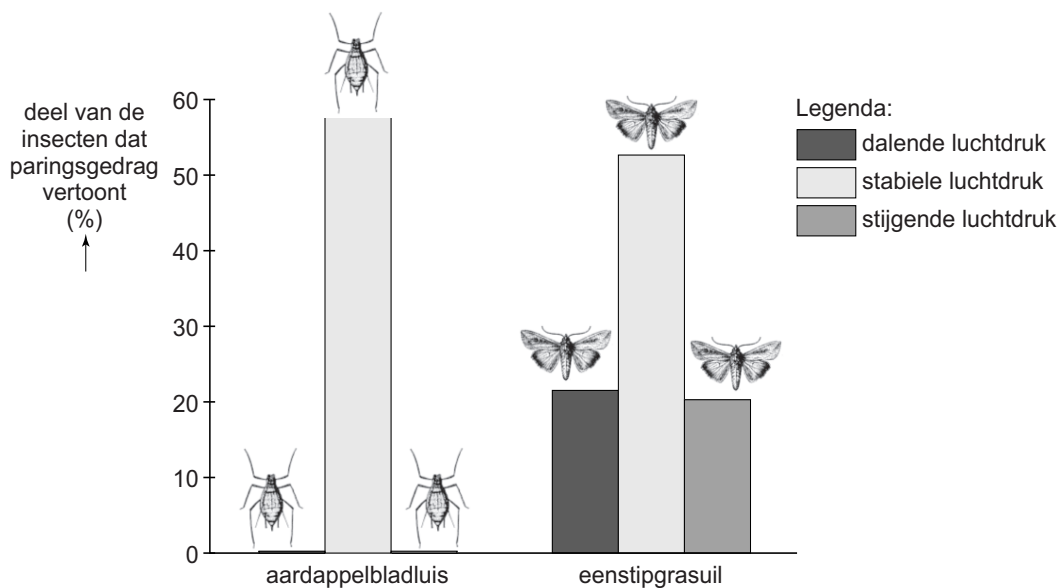 deel van de
insecten dat
paringsgedrag
vertoont
(%)
60
50
40
30
20
10
0
aardappelbladluis
eenstipgrasuil
Legenda:
dalende luchtdruk
stabiele luchtdruk
stijgende luchtdruk